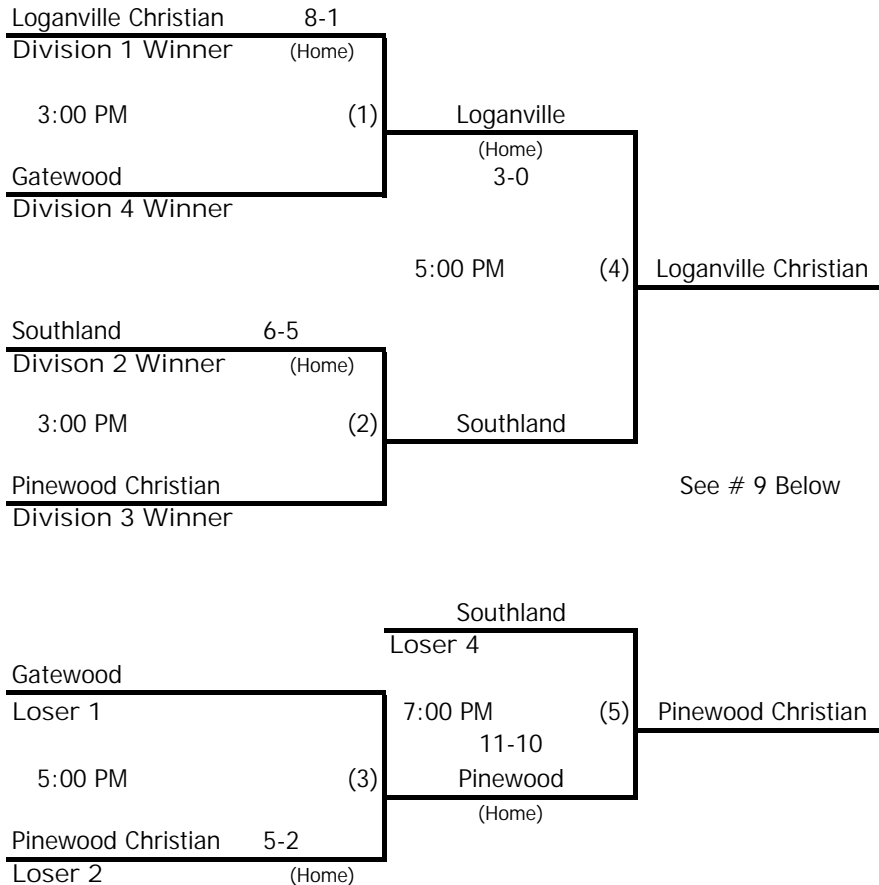 Loganville Christian 8-1
Division 1 Winner (Home)
3:00 PM (1) Loganville
(Home)
Gatewood 3-0
Division 4 Winner
5:00 PM (4) Loganville Christian
Southland 6-5
Divison 2 Winner (Home)
3:00 PM (2) Southland
Pinewood Christian See # 9 Below
Division 3 Winner
Southland
Loser 4
Gatewood
Loser 1 7:00 PM (5) Pinewood Christian
11-10
5:00 PM (3) Pinewood
(Home)
Pinewood Christian 5-2
Loser 2 (Home)